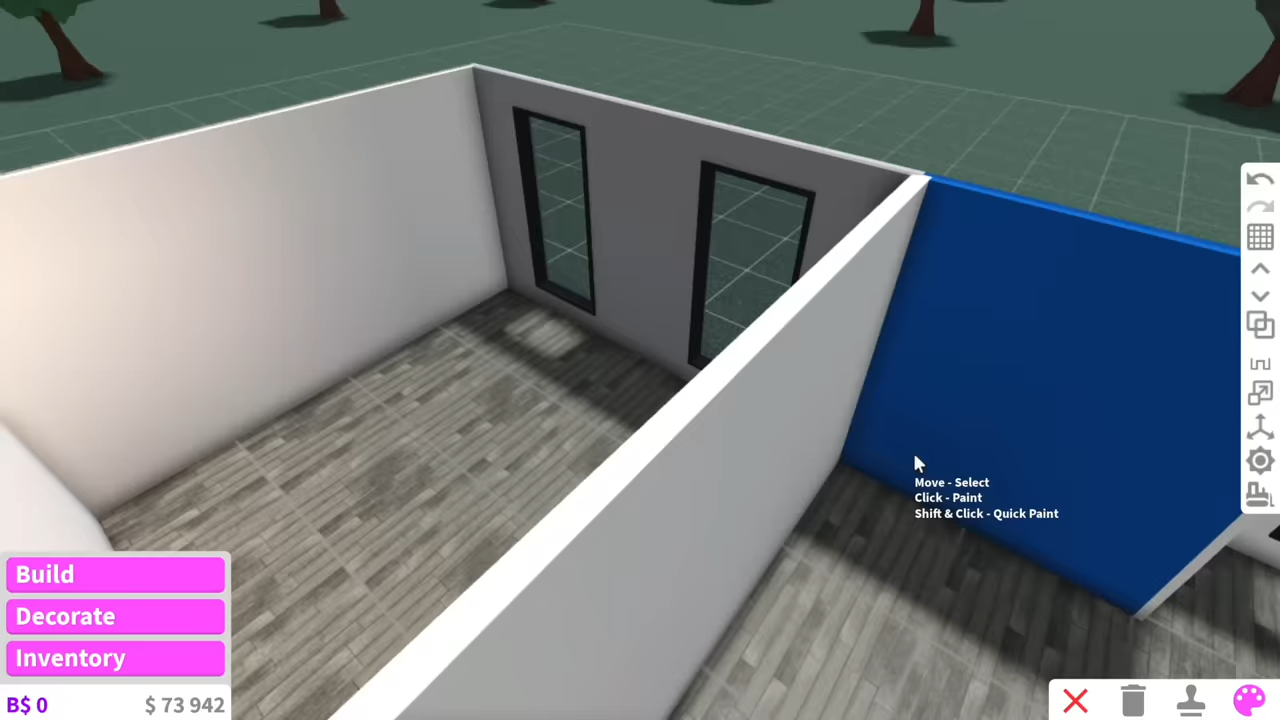 Move - Select
Click - Paint
Shift & Click - Quick Paint
Build
Decorate
Inventory
B$ 0
$ 73 942